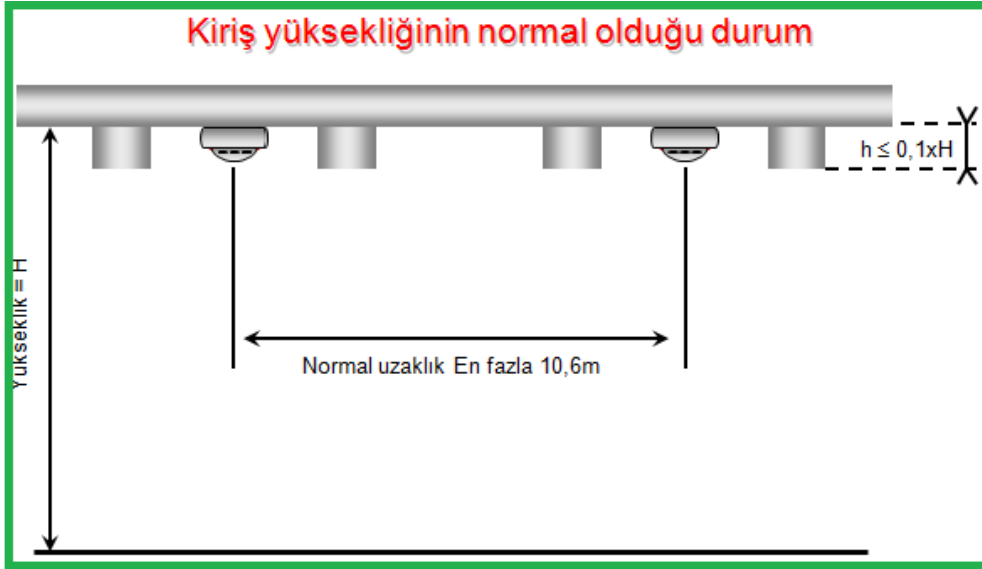 Kiriş yüksekliğinin normal olduğu durum
h ≤ 0,1xH
Yükseklik = H
Normal uzaklık En fazla 10,6m